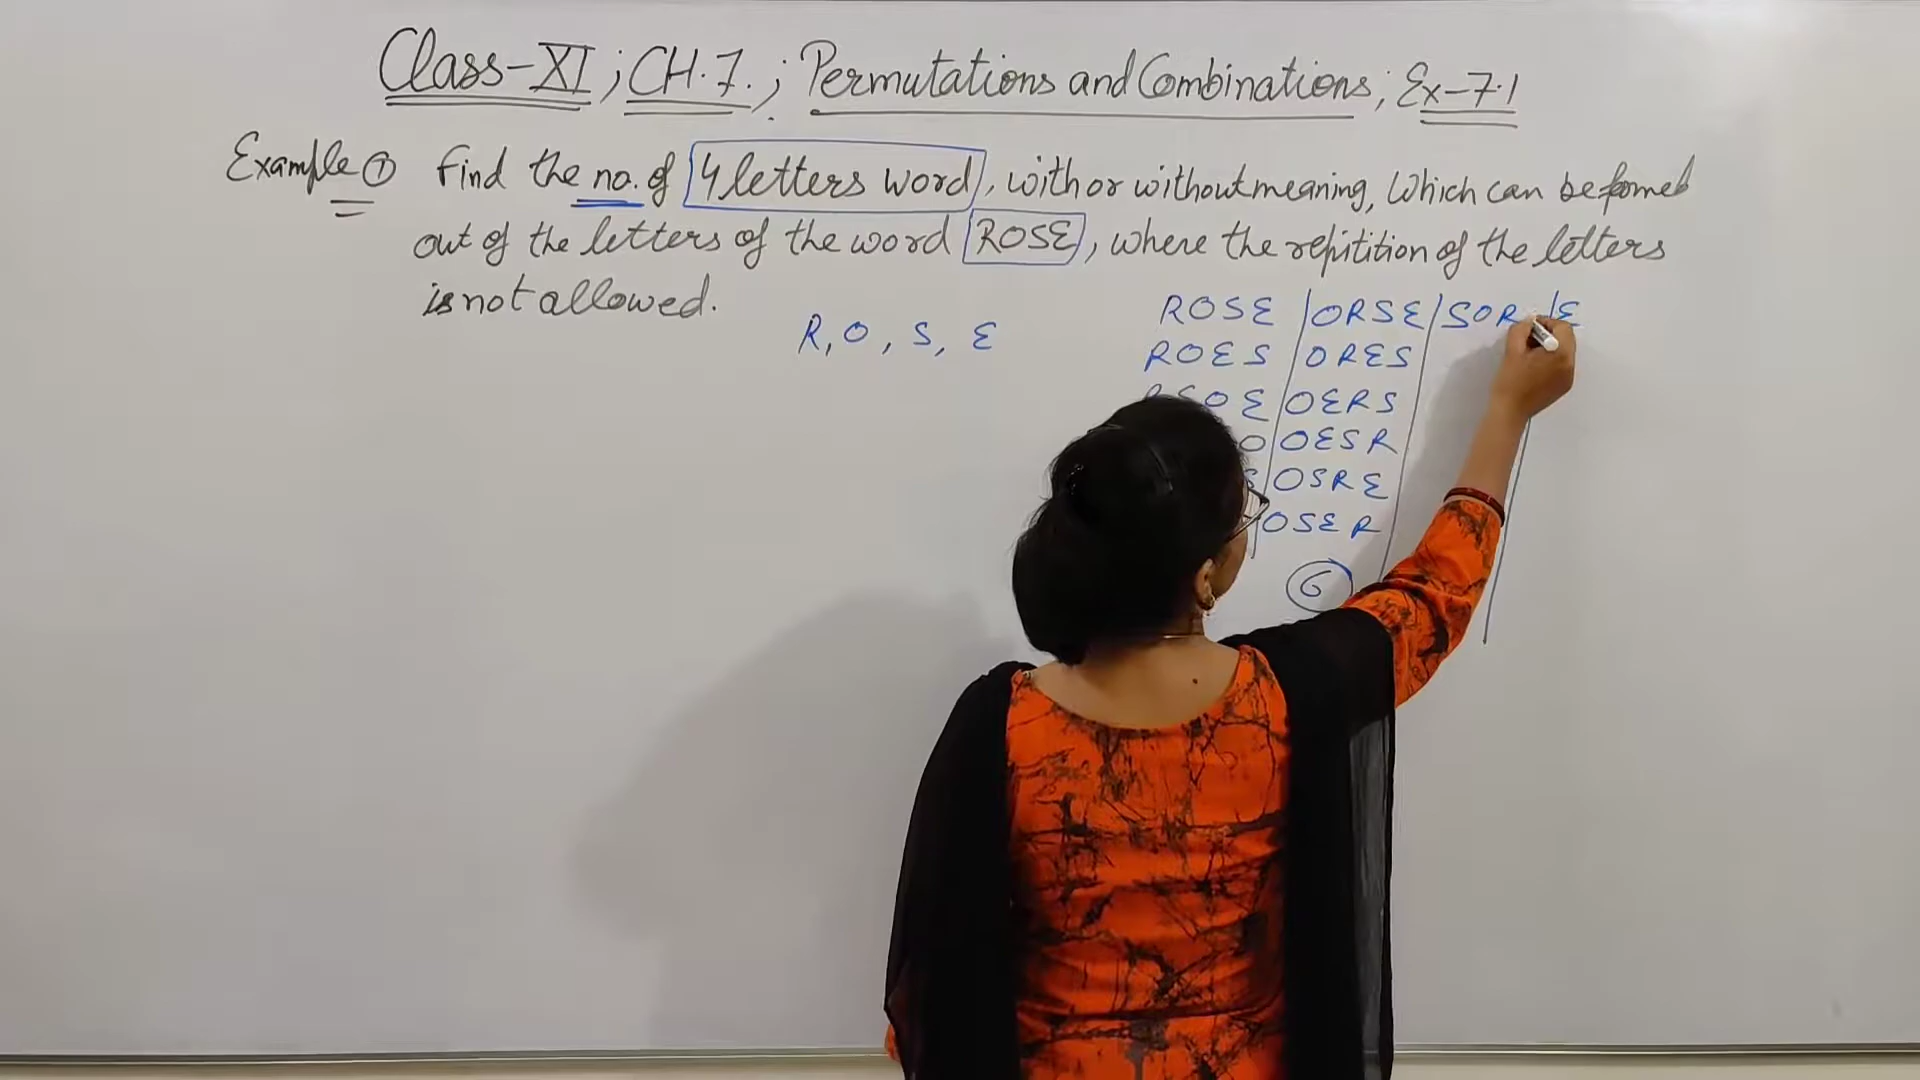 Class-XI ; CH.7. ; Permutations and Combinations ; Ex-7.1
Example ① Find the no. of 4 letters word, with or without meaning, Which can be formed
out of the letters of the word ROSE, where the repitition of the letters
is not allowed.
R, O, S, E
ROSE ORSE SOR E
ROES ORES
RSOE OERS
O OESR
S OSRE
OSER
6